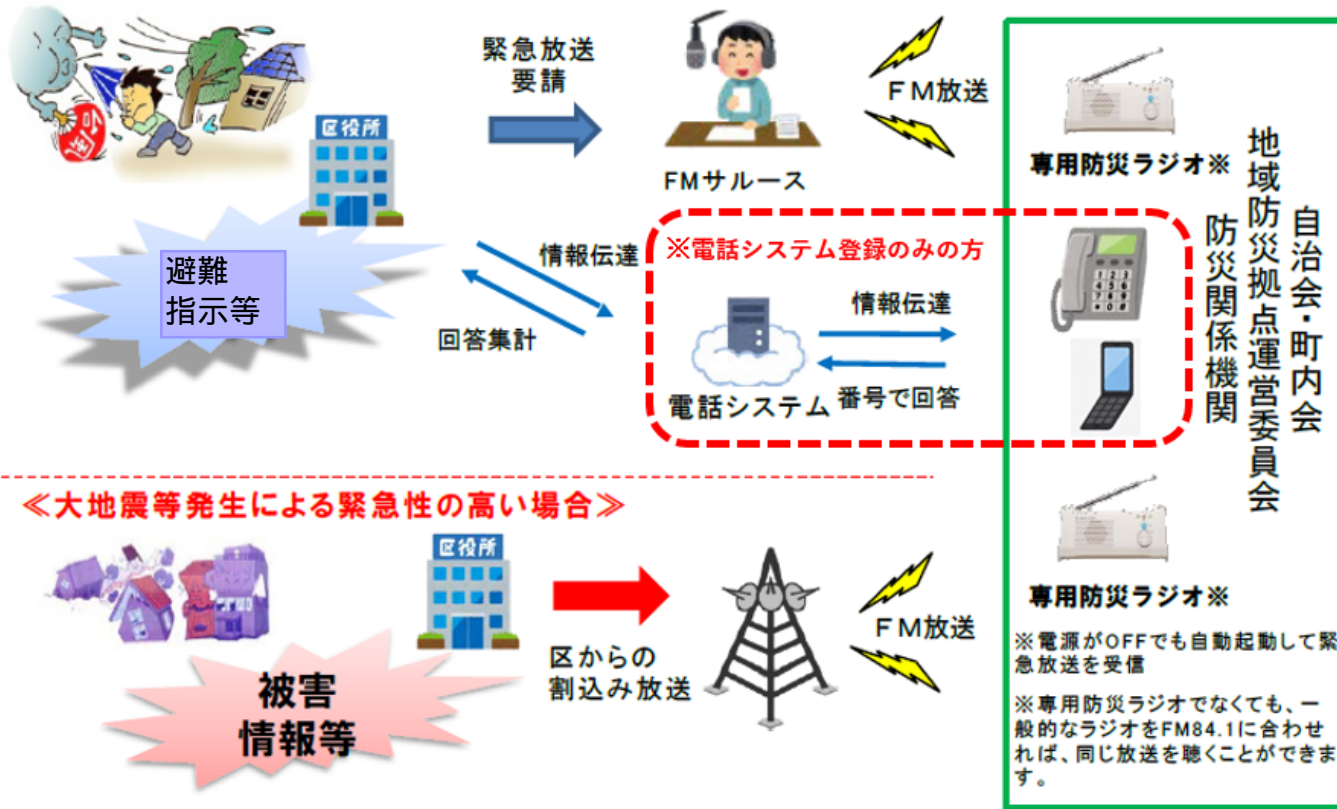 台風
区役所
緊急放送
要請
FMサルース
FM放送
専用防災ラジオ※
避難
指示等
情報伝達
回答集計
※電話システム登録のみの方
電話システム
情報伝達
番号で回答
自治会・町内会
地域防災拠点運営委員会
防災関係機関
≪大地震等発生による緊急性の高い場合≫
区役所
被害
情報等
区からの
割込み放送
FM放送
専用防災ラジオ※
※電源がOFFでも自動起動して緊
急放送を受信
※専用防災ラジオでなくても、一
般的なラジオをFM84.1に合わせ
れば、同じ放送を聴くことができま
す。